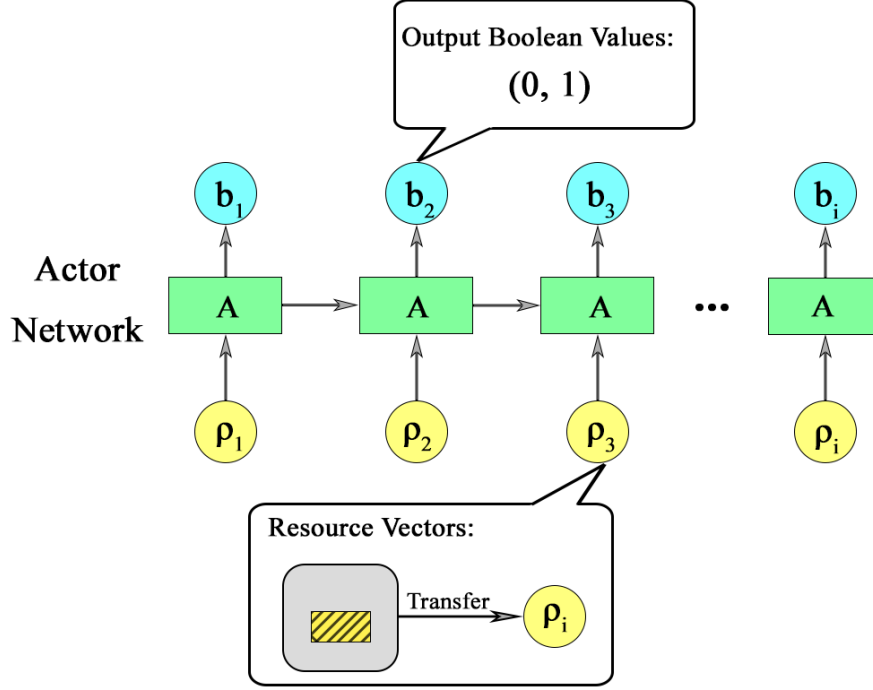 Output Boolean Values:
(0, 1)
b1 b2 b3 bi
Actor
Network
A A A ... A
ρ1 ρ2 ρ3 ρi
Resource Vectors:
Transfer
ρi